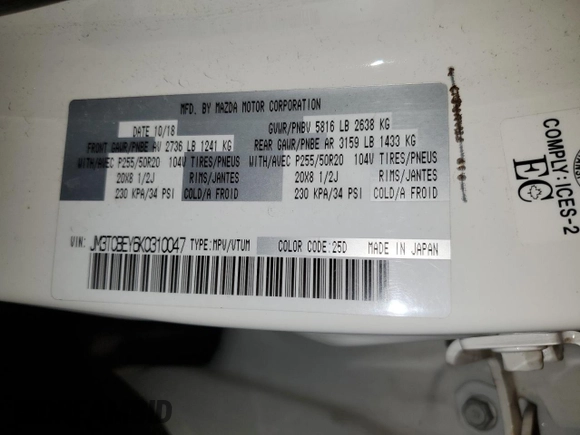 MFD. BY MAZDA MOTOR CORPORATION
DATE 10/18 GVWR/PNBV 5816 LB 2638 KG
FRONT GAWR/PNBE AV 2736 LB 1241 KG REAR GAWR/PNBE AR 3159 LB 1433 KG
WITH/AVEC P255/50R20 104V TIRES/PNEUS WITH/AVEC P255/50R20 104V TIRES/PNEUS
20X8 1/2J RIMS/JANTES 20X8 1/2J RIMS/JANTES
230 KPA/34 PSI COLD/A FROID 230 KPA/34 PSI COLD/A FROID
VIN: JM3TCBEY6K0310047 TYPE:MPV/VTUM COLOR CODE:25D MADE IN JAPAN
COMPLY:ICES-2
EC